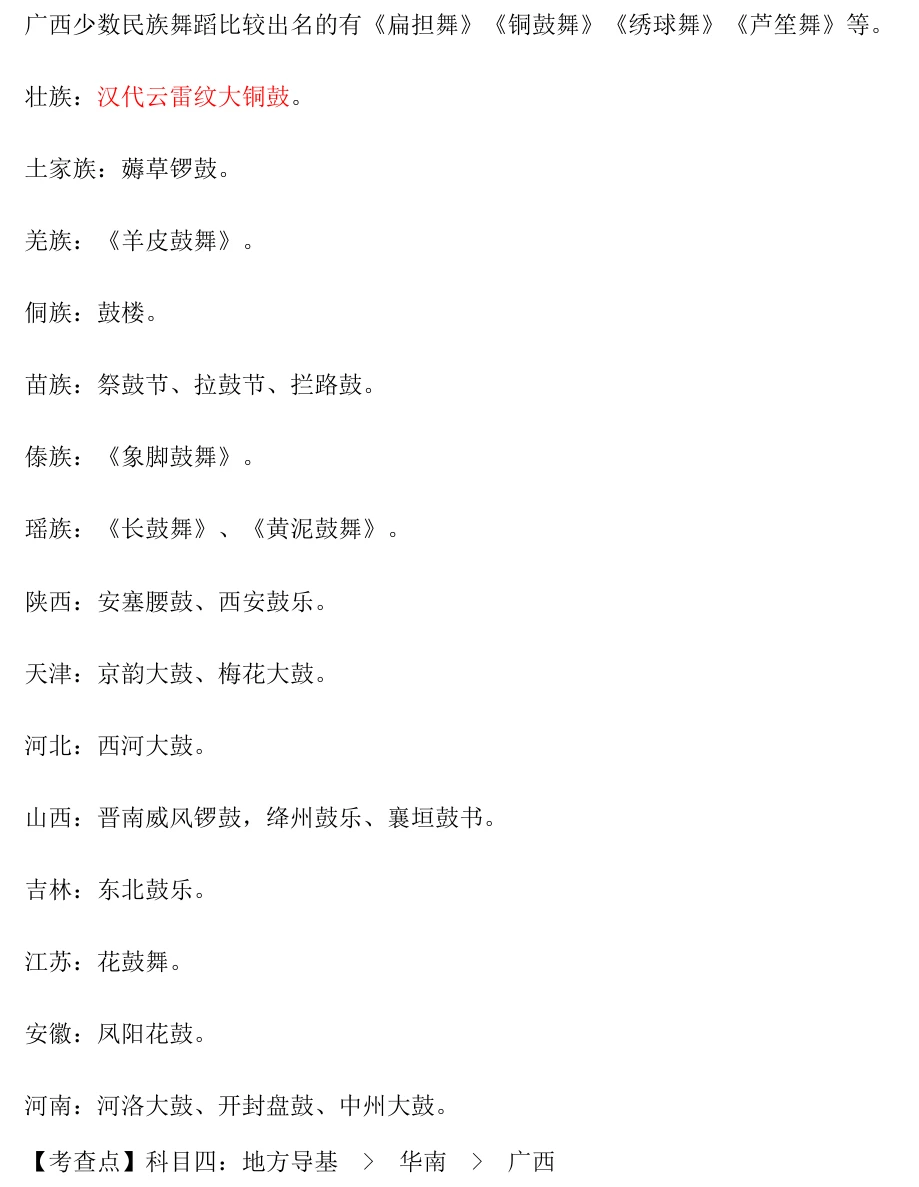 广西少数民族舞蹈比较出名的有《扁担舞》《铜鼓舞》《绣球舞》《芦笙舞》等。
壮族：汉代云雷纹大铜鼓。
土家族：薅草锣鼓。
羌族：《羊皮鼓舞》。
侗族：鼓楼。
苗族：祭鼓节、拉鼓节、拦路鼓。
傣族：《象脚鼓舞》。
瑶族：《长鼓舞》、《黄泥鼓舞》。
陕西：安塞腰鼓、西安鼓乐。
天津：京韵大鼓、梅花大鼓。
河北：西河大鼓。
山西：晋南威风锣鼓，绛州鼓乐、襄垣鼓书。
吉林：东北鼓乐。
江苏：花鼓舞。
安徽：凤阳花鼓。
河南：河洛大鼓、开封盘鼓、中州大鼓。
【考查点】科目四：地方导基 > 华南 > 广西